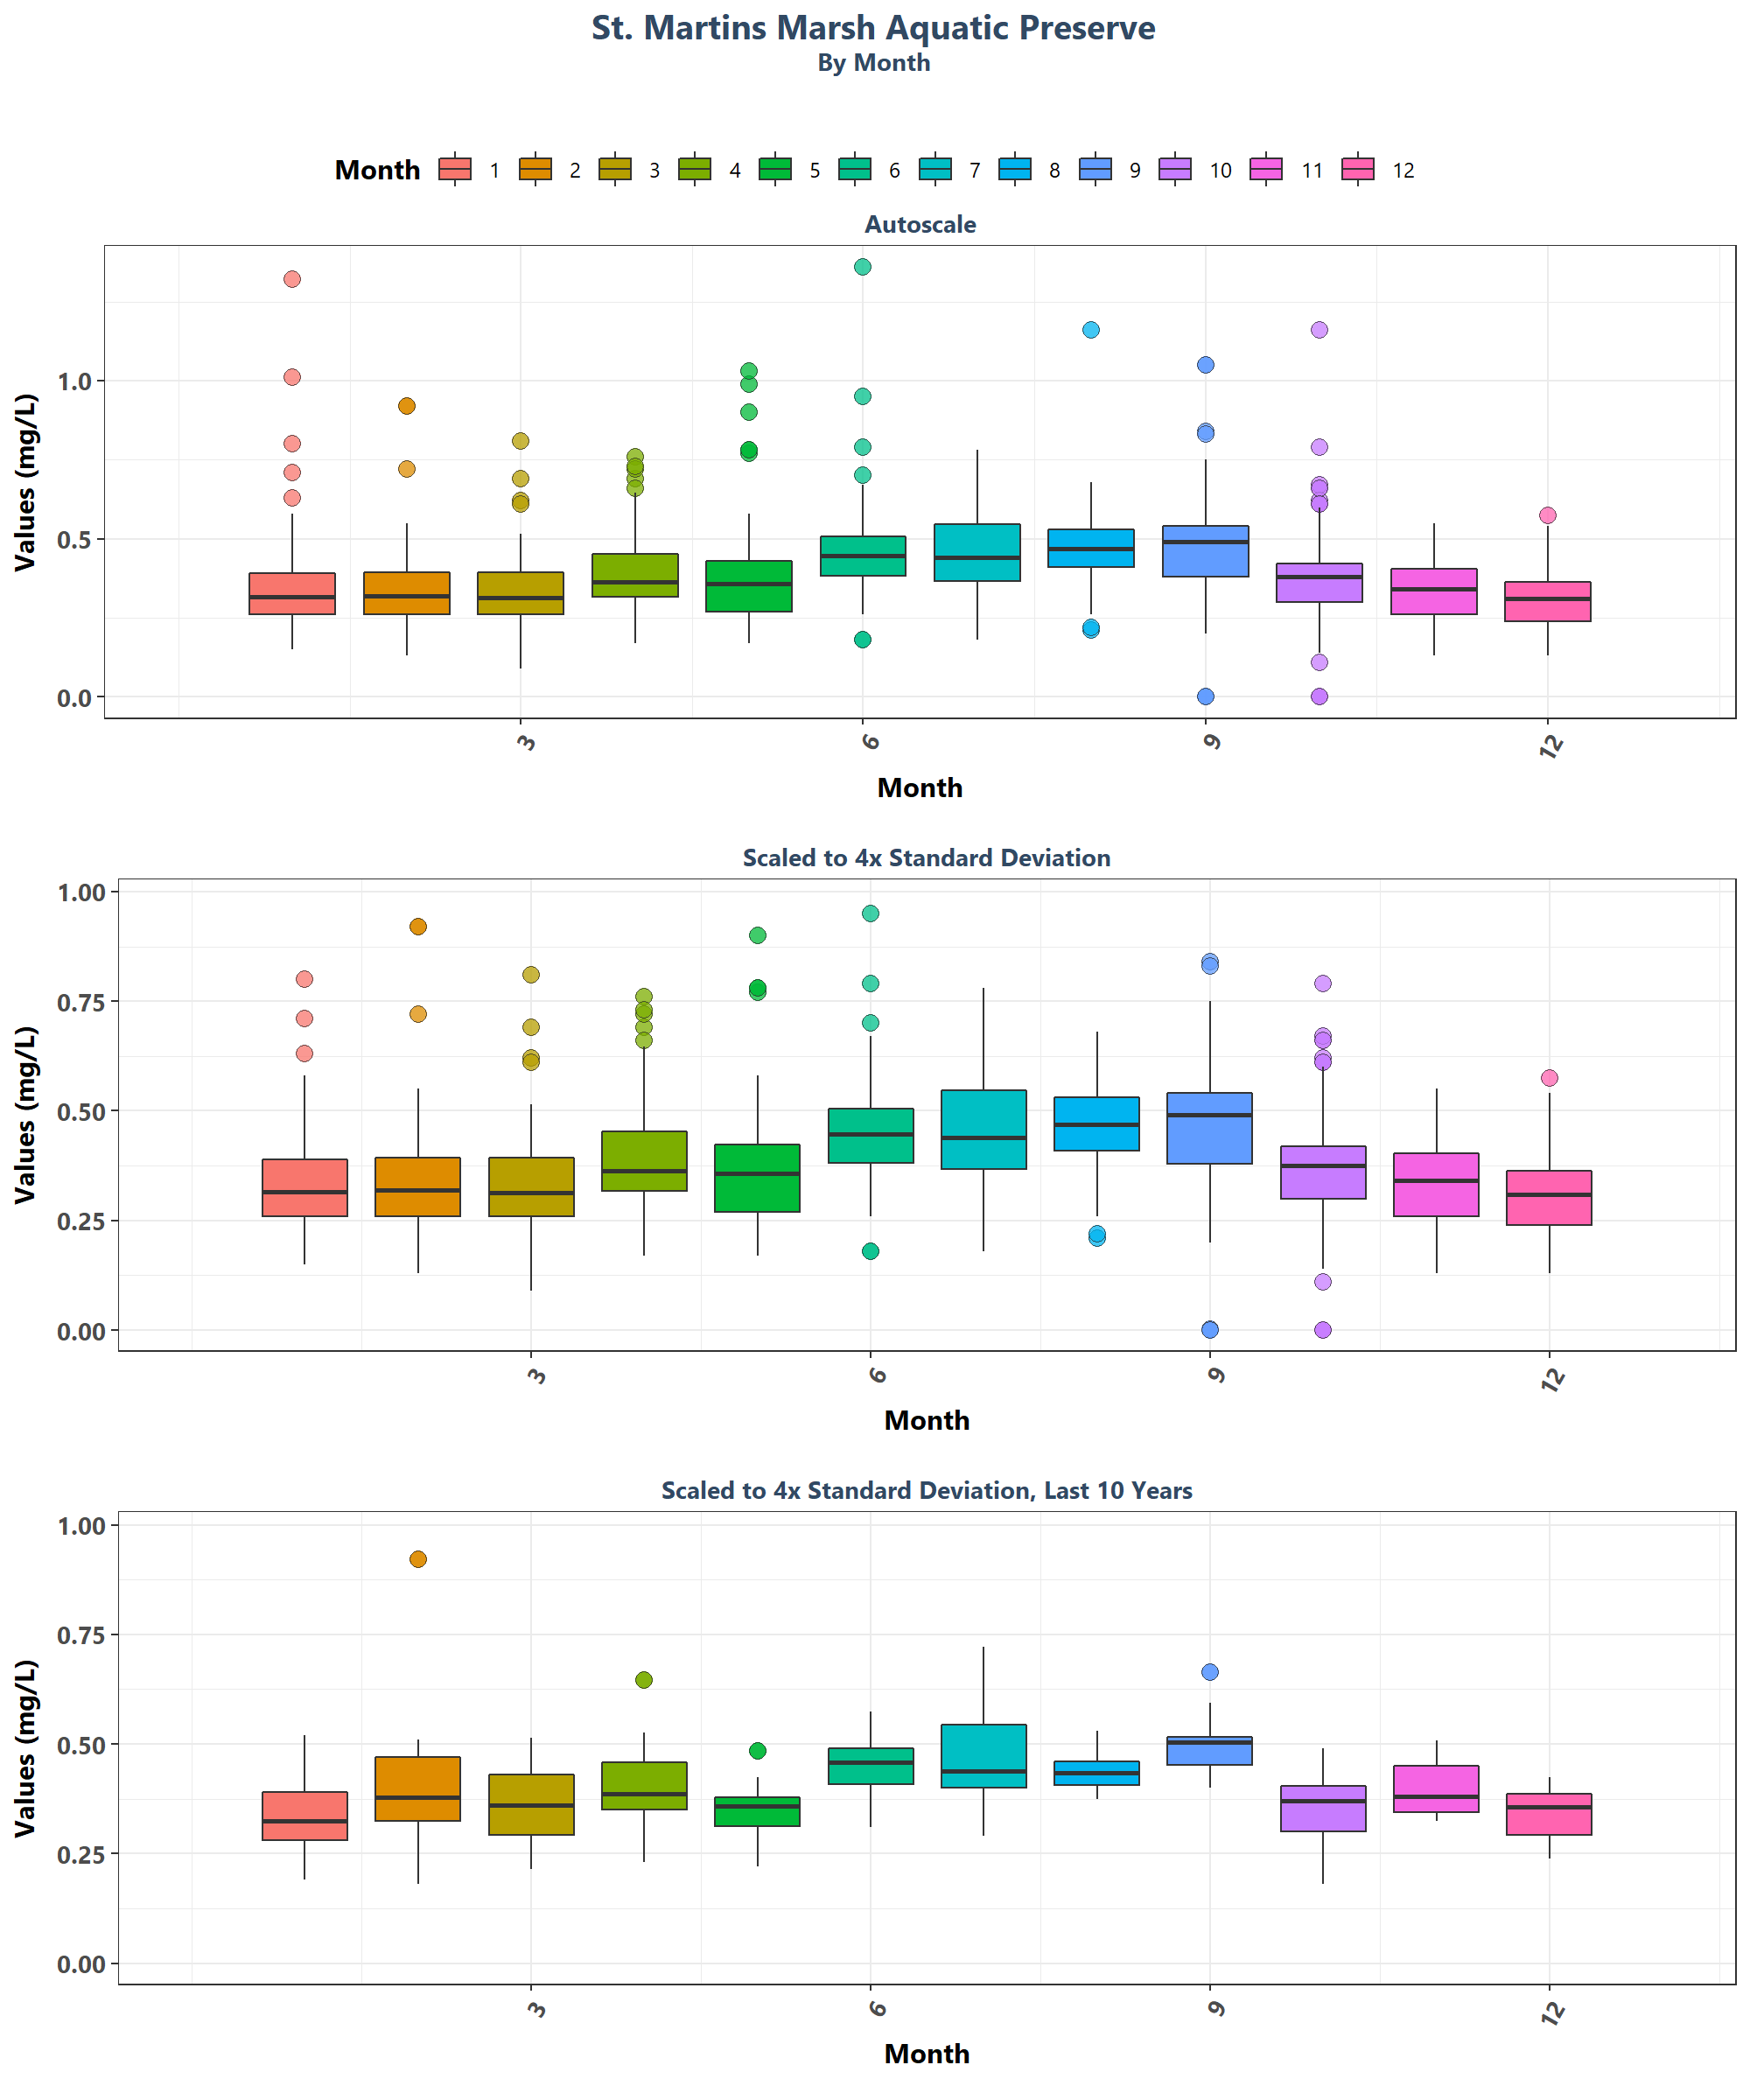 St. Martins Marsh Aquatic Preserve
By Month
Month 1 2 3 4 5 6 7 8 9 10 11 12
Autoscale
Values (mg/L)
1.0
0.5
0.0
3 6 9 12
Month
Scaled to 4x Standard Deviation
Values (mg/L)
1.00
0.75
0.50
0.25
0.00
3 6 9 12
Month
Scaled to 4x Standard Deviation, Last 10 Years
Values (mg/L)
1.00
0.75
0.50
0.25
0.00
3 6 9 12
Month